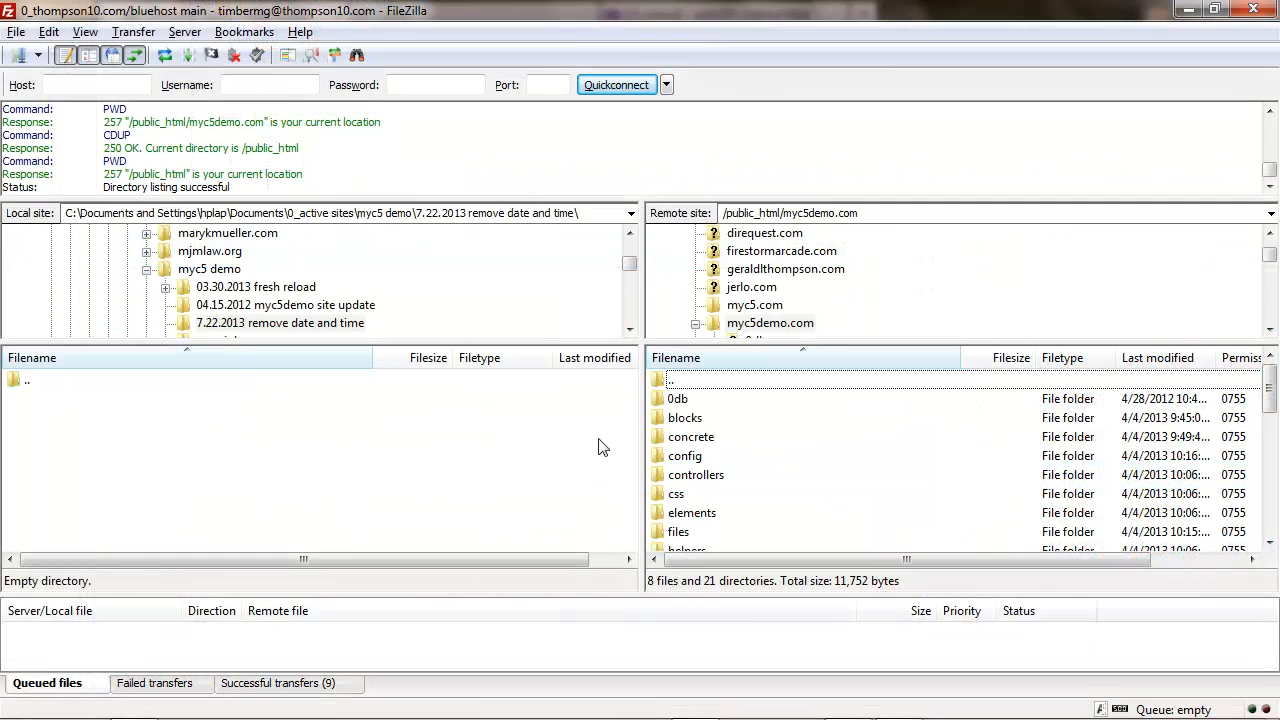 0_thompson10.com/bluehost main - timbermg@thompson10.com - FileZilla
File Edit View Transfer Server Bookmarks Help
Host: Username: Password: Port: Quickconnect
Command: PWD
Response: 257 "/public_html/myc5demo.com" is your current location
Command: CDUP
Response: 250 OK. Current directory is /public_html
Command: PWD
Response: 257 "/public_html" is your current location
Status: Directory listing successful
Local site: C:\Documents and Settings\hplap\Documents\0_active sites\myc5 demo\7.22.2013 remove date and time\
marykmueller.com
mjmlaw.org
myc5 demo
03.30.2013 fresh reload
04.15.2012 myc5demo site update
7.22.2013 remove date and time
Filename Filesize Filetype Last modified
..
Empty directory.
Remote site: /public_html/myc5demo.com
direquest.com
firestormarcade.com
geraldlthompson.com
jerlo.com
myc5.com
myc5demo.com
Filename Filesize Filetype Last modified Permiss
..
0db File folder 4/28/2012 10:4... 0755
blocks File folder 4/4/2013 9:45:0... 0755
concrete File folder 4/4/2013 9:49:4... 0755
config File folder 4/4/2013 10:16:... 0755
controllers File folder 4/4/2013 10:06:... 0755
css File folder 4/4/2013 10:06:... 0755
elements File folder 4/4/2013 10:06:... 0755
files File folder 4/4/2013 10:15:... 0755
helpers File folder 4/4/2013 10:06:... 0755
8 files and 21 directories. Total size: 11,752 bytes
Server/Local file Direction Remote file Size Priority Status
Queued files Failed transfers Successful transfers (9)
Queue: empty